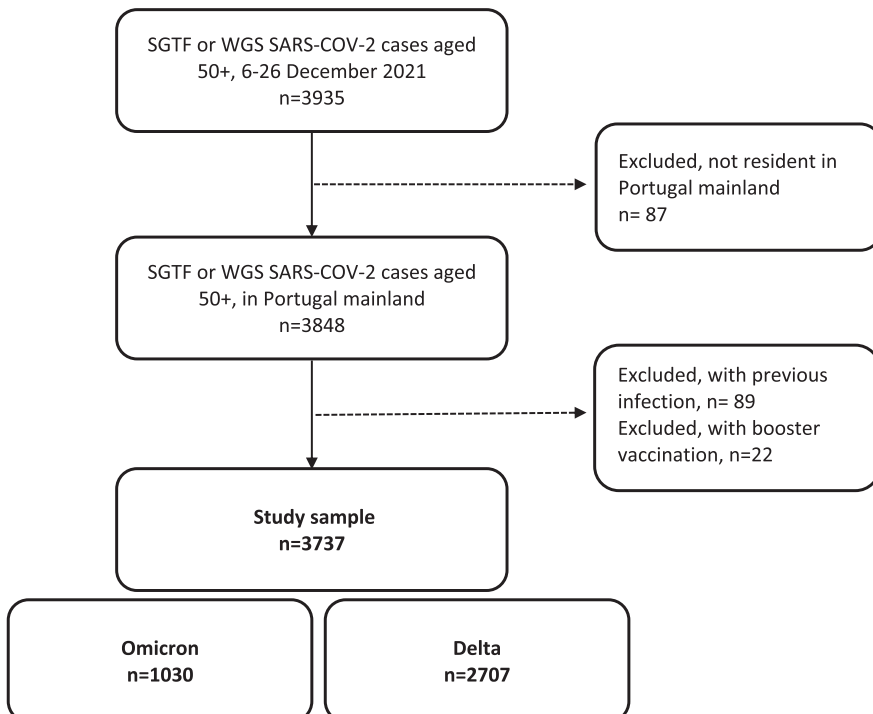 SGTF or WGS SARS-COV-2 cases aged
50+, 6-26 December 2021
n=3935
Excluded, not resident in
Portugal mainland
n= 87
SGTF or WGS SARS-COV-2 cases aged
50+, in Portugal mainland
n=3848
Excluded, with previous
infection, n= 89
Excluded, with booster
vaccination, n=22
Study sample
n=3737
Omicron
n=1030
Delta
n=2707